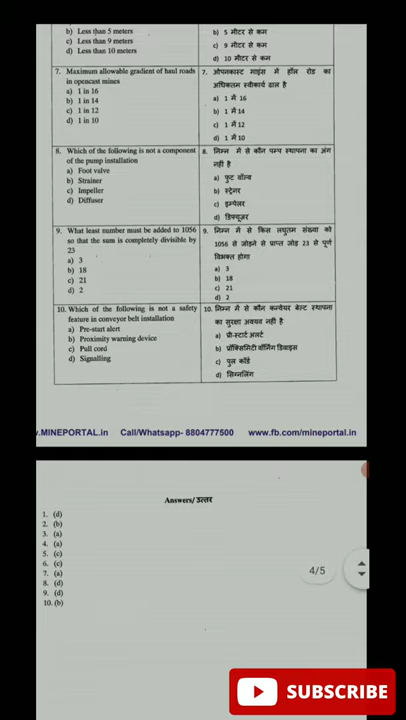 b) Less than 5 meters
c) Less than 9 meters
d) Less than 10 meters
b) 5 मीटर से कम
c) 9 मीटर से कम
d) 10 मीटर से कम
7. Maximum allowable gradient of haul roads
in opencast mines
a) 1 in 16
b) 1 in 14
c) 1 in 12
d) 1 in 10
7. ओपनकास्ट माइंस में हॉल रोड का
अधिकतम स्वीकार्य ढाल है
a) 1 में 16
b) 1 में 14
c) 1 में 12
d) 1 में 10
8. Which of the following is not a component
of the pump installation
a) Foot valve
b) Strainer
c) Impeller
d) Diffuser
8. निम्न में से कौन पम्प स्थापना का अंग
नहीं है
a) फुट वॉल्व
b) स्ट्रेनर
c) इम्पेलर
d) डिफ्यूजर
9. What least number must be added to 1056
so that the sum is completely divisible by
23
a) 3
b) 18
c) 21
d) 2
9. निम्न में से किस लघुतम संख्या को
1056 से जोड़ने से प्राप्त जोड़ 23 से पूर्ण
विभक्त होगा
a) 3
b) 18
c) 21
d) 2
10. Which of the following is not a safety
feature in conveyor belt installation
a) Pre-start alert
b) Proximity warning device
c) Pull cord
d) Signalling
10. निम्न में से कौन कन्वेयर बेल्ट स्थापना
का सुरक्षा अवयव नहीं है
a) प्री-स्टार्ट अलर्ट
b) प्रॉक्सिमिटी वॉर्निंग डिवाइस
c) पुल कॉर्ड
d) सिग्नलिंग
.MINEPORTAL.in Call/Whatsapp- 8804777500 www.fb.com/mineportal.in
Answers/उत्तर
1. (d)
2. (b)
3. (a)
4. (a)
5. (c)
6. (c)
7. (a)
8. (d)
9. (d)
10. (b)
4/5
SUBSCRIBE